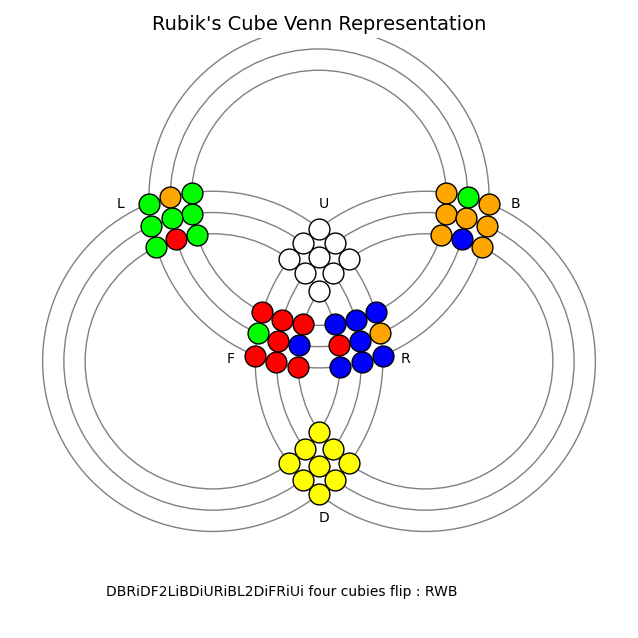 Rubik's Cube Venn Representation
L
U
B
F
R
D
DBRiDF2LiBDiURiBL2DiFRiUi four cubies flip : RWB